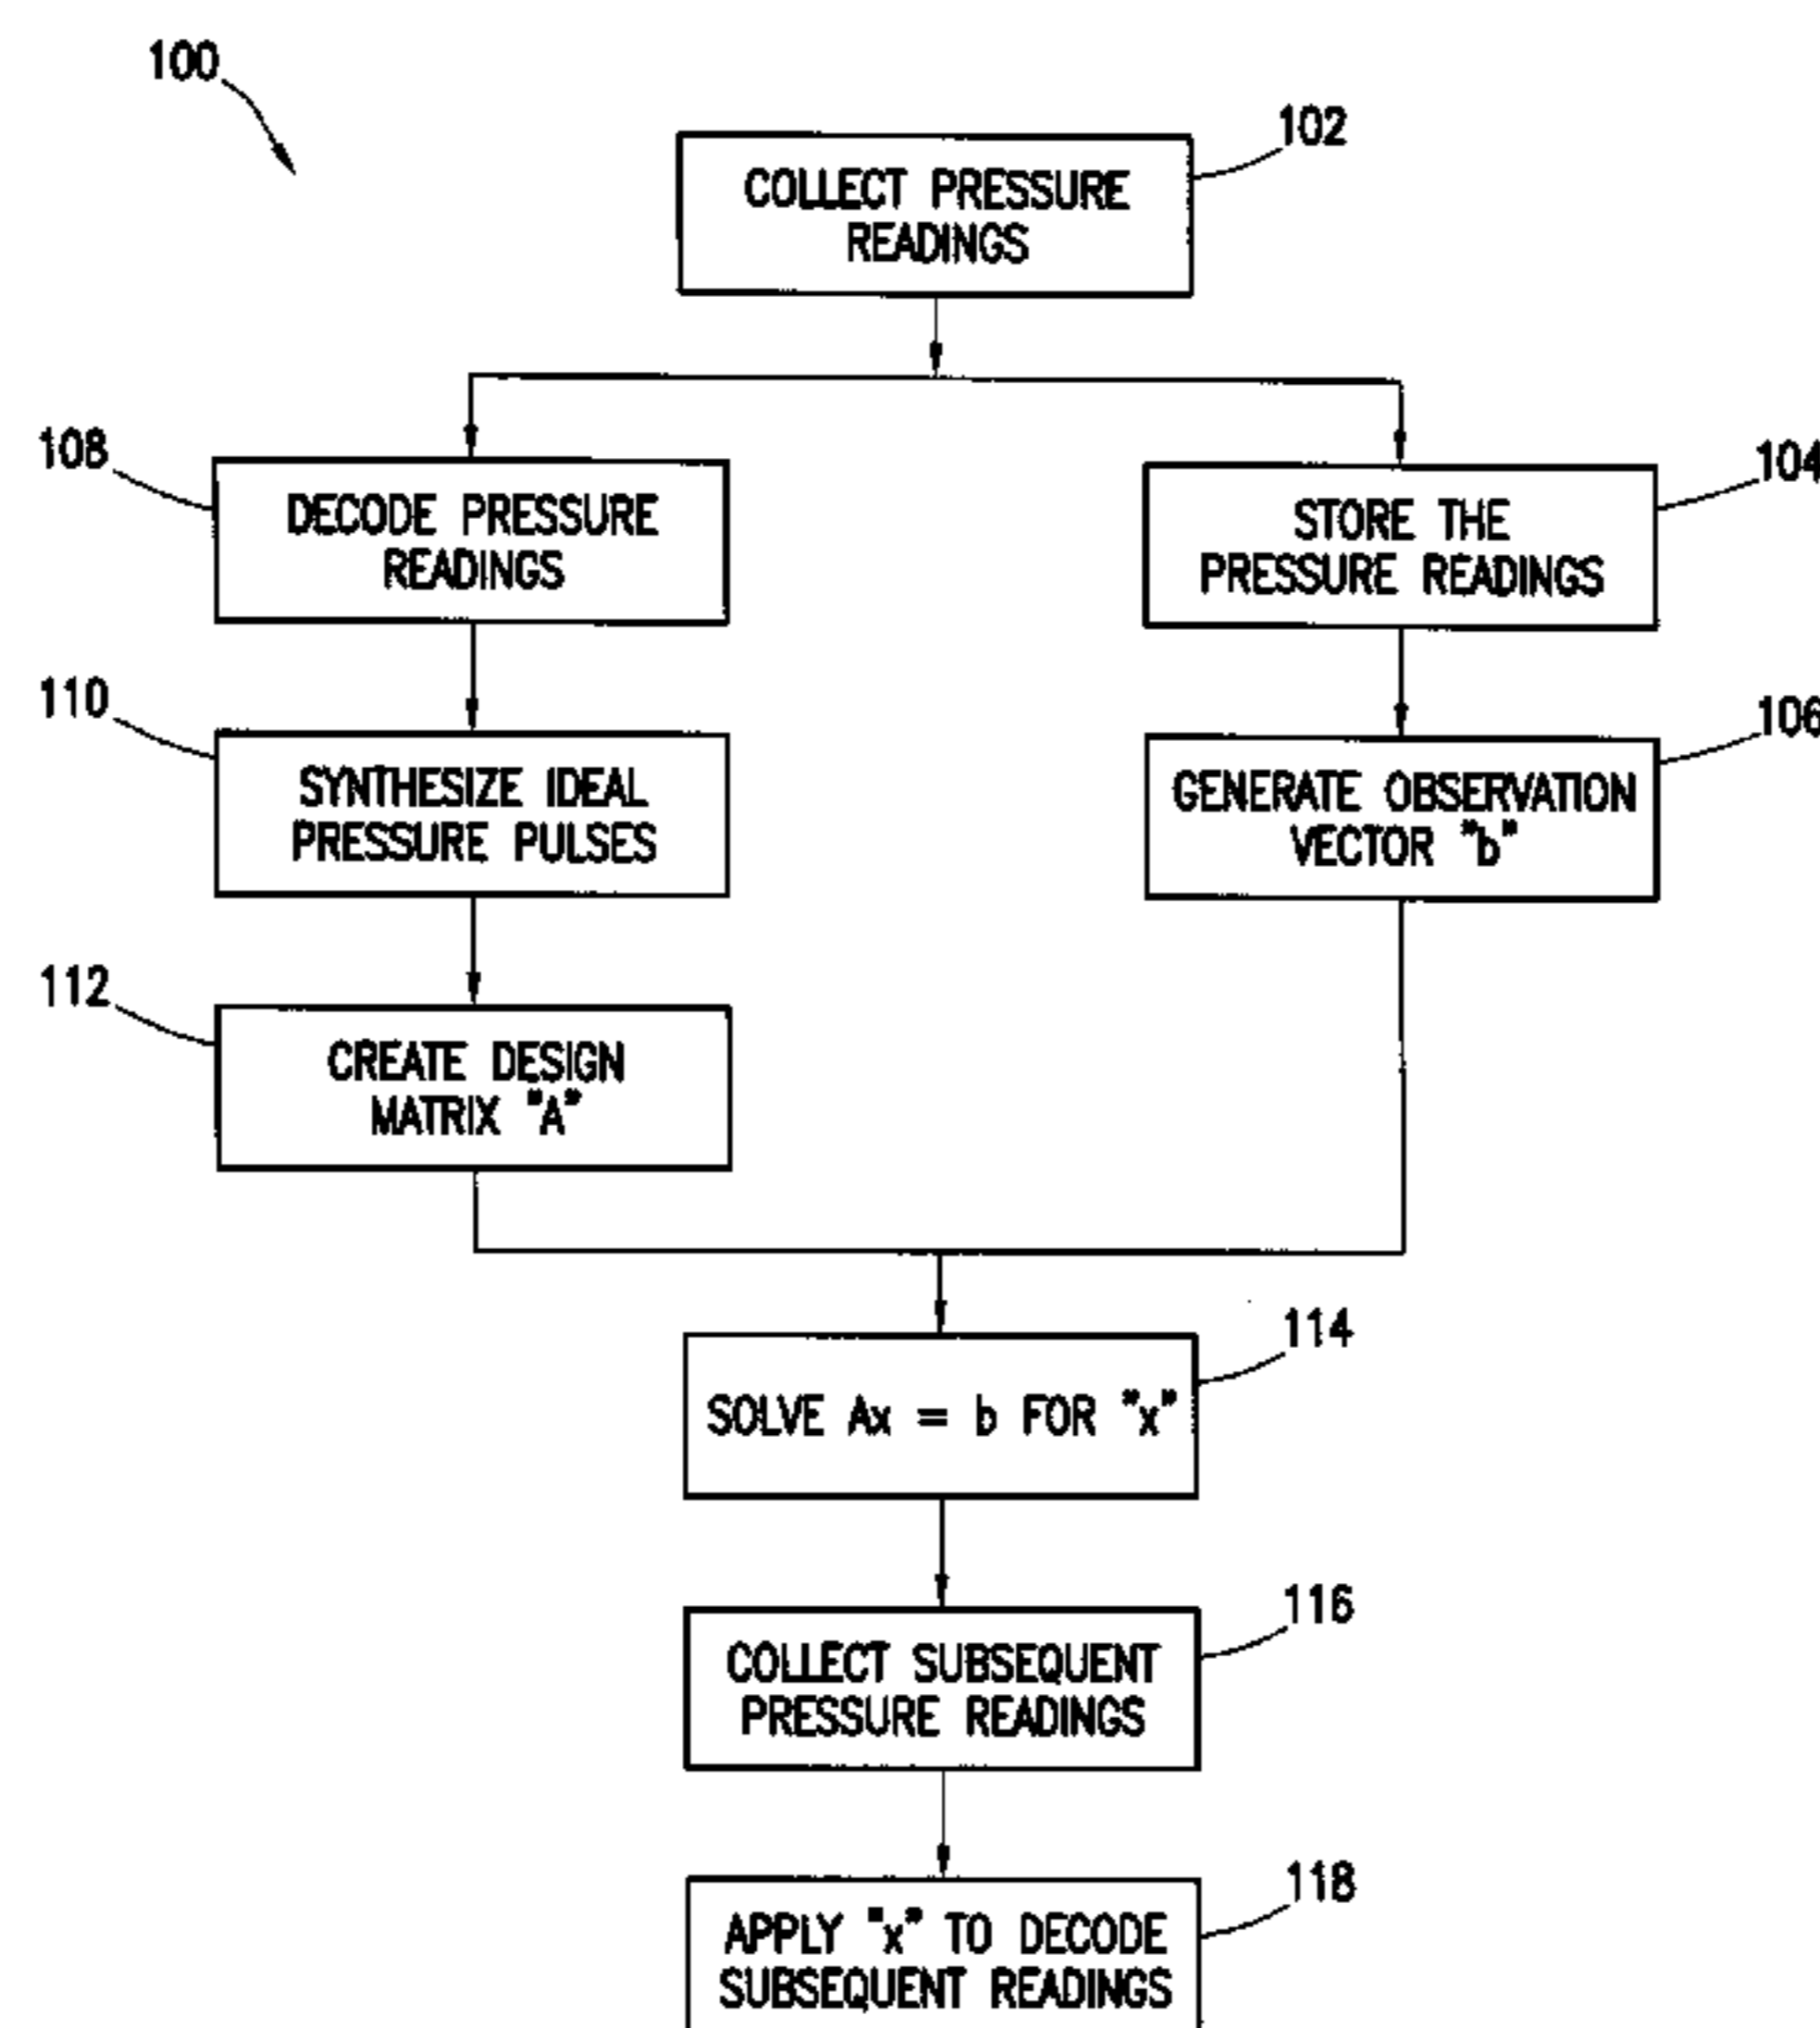 100
102
COLLECT PRESSURE
READINGS
108
DECODE PRESSURE
READINGS
104
STORE THE
PRESSURE READINGS
110
SYNTHESIZE IDEAL
PRESSURE PULSES
106
GENERATE OBSERVATION
VECTOR "b"
112
CREATE DESIGN
MATRIX "A"
114
SOLVE Ax = b FOR "x"
116
COLLECT SUBSEQUENT
PRESSURE READINGS
118
APPLY "x" TO DECODE
SUBSEQUENT READINGS